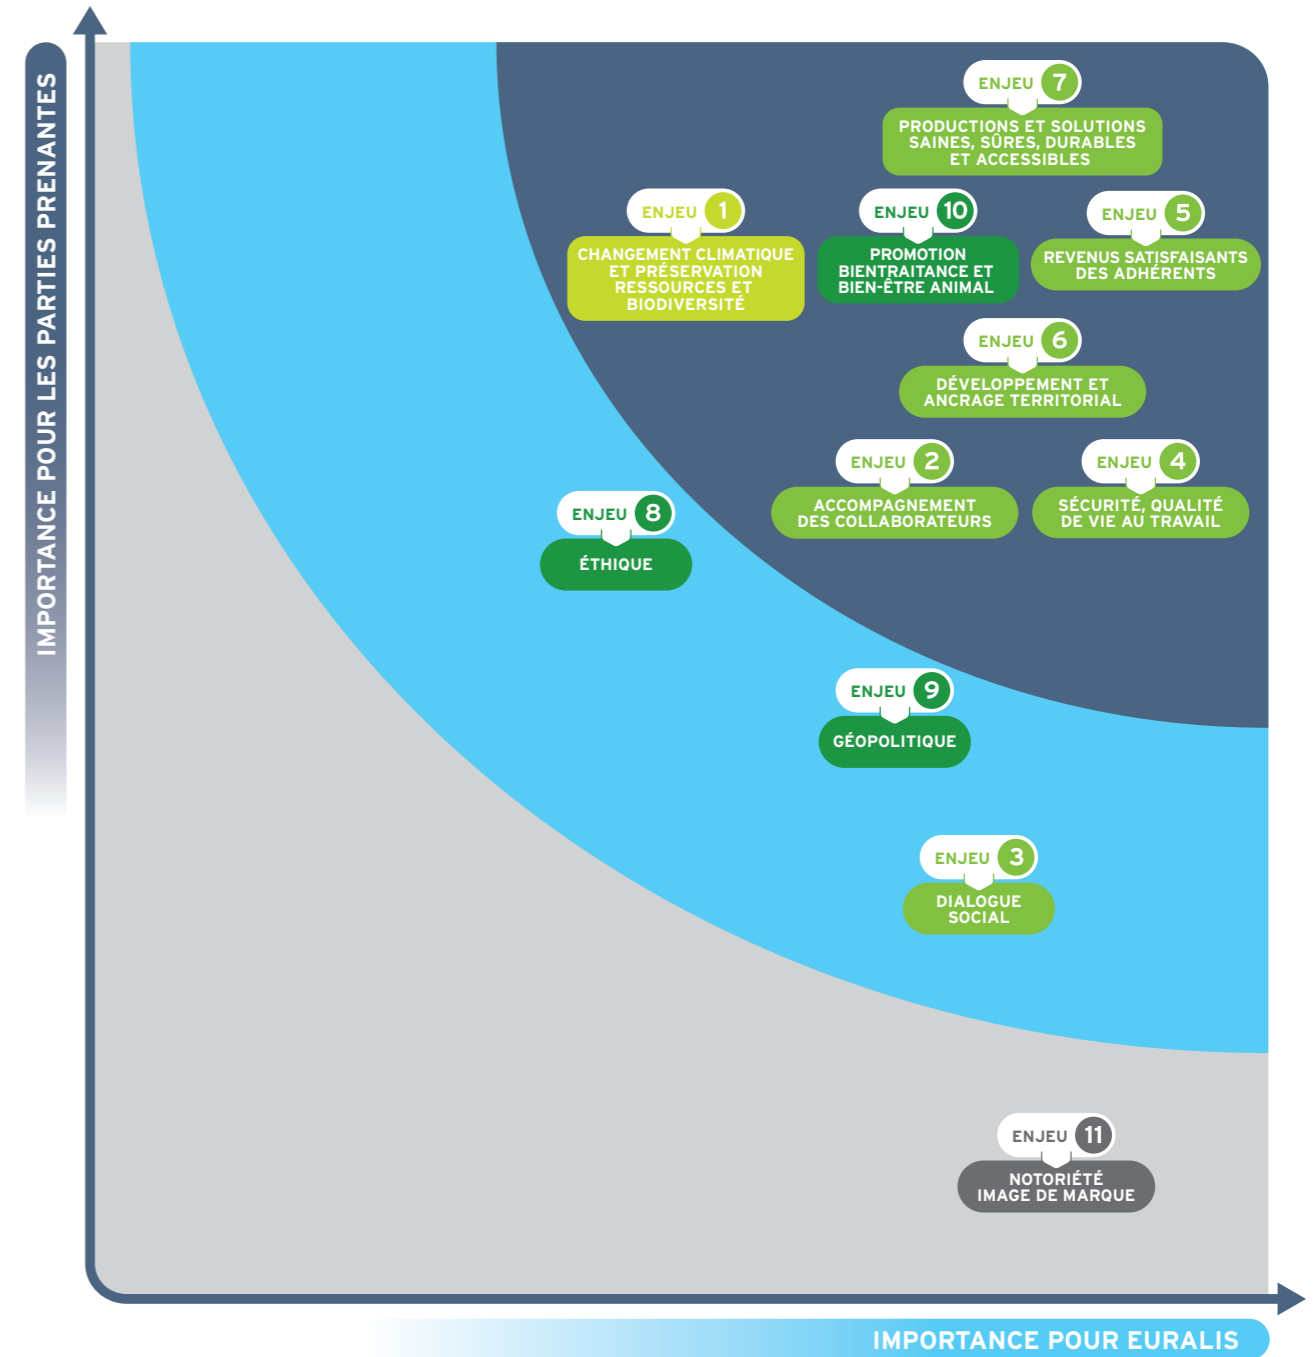 IMPORTANCE POUR LES PARTIES PRENANTES
ENJEU 7
PRODUCTIONS ET SOLUTIONS
SAINES, SÛRES, DURABLES
ET ACCESSIBLES
ENJEU 1
CHANGEMENT CLIMATIQUE
ET PRÉSERVATION
RESSOURCES ET
BIODIVERSITÉ
ENJEU 10
PROMOTION
BIENTRAITANCE ET
BIEN-ÊTRE ANIMAL
ENJEU 5
REVENUS SATISFAISANTS
DES ADHÉRENTS
ENJEU 6
DÉVELOPPEMENT ET
ANCRAGE TERRITORIAL
ENJEU 2
ACCOMPAGNEMENT
DES COLLABORATEURS
ENJEU 4
SÉCURITÉ, QUALITÉ
DE VIE AU TRAVAIL
ENJEU 8
ÉTHIQUE
ENJEU 9
GÉOPOLITIQUE
ENJEU 3
DIALOGUE
SOCIAL
ENJEU 11
NOTORIÉTÉ
IMAGE DE MARQUE
IMPORTANCE POUR EURALIS